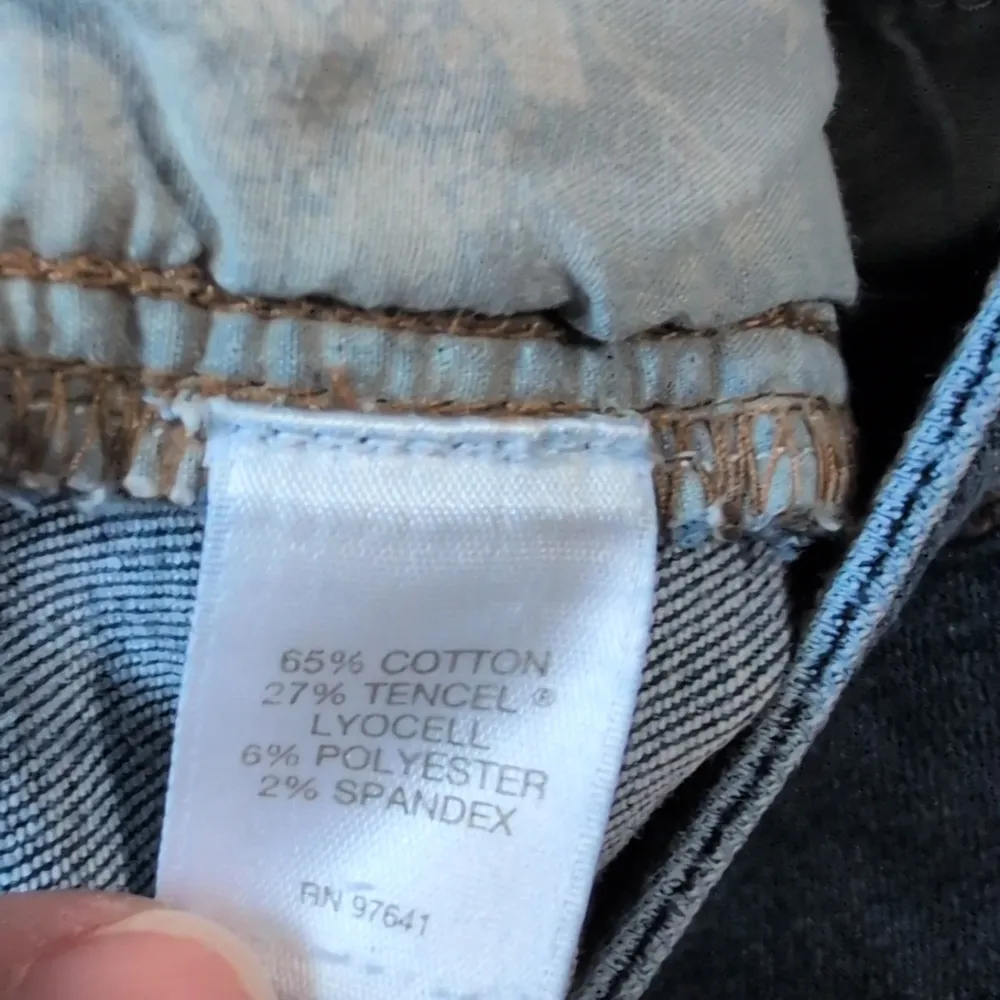 65% COTTON
27% TENCEL ®
LYOCELL
6% POLYESTER
2% SPANDEX
RN 97641